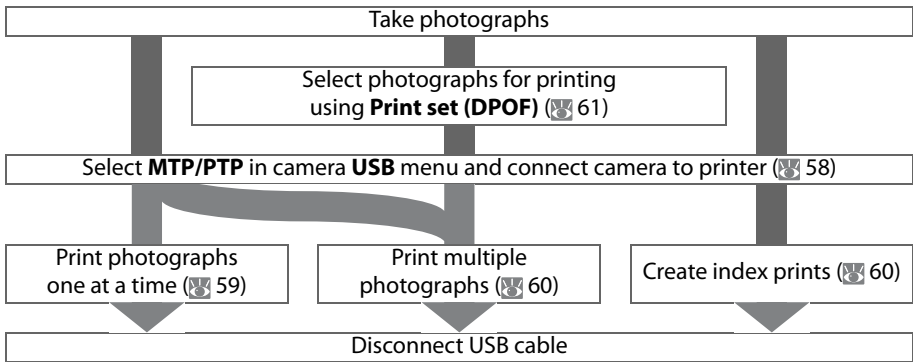 Take photographs
Select photographs for printing
using Print set (DPOF) ( 61)
Select MTP/PTP in camera USB menu and connect camera to printer ( 58)
Print photographs
one at a time ( 59)
Print multiple
photographs ( 60)
Create index prints ( 60)
Disconnect USB cable